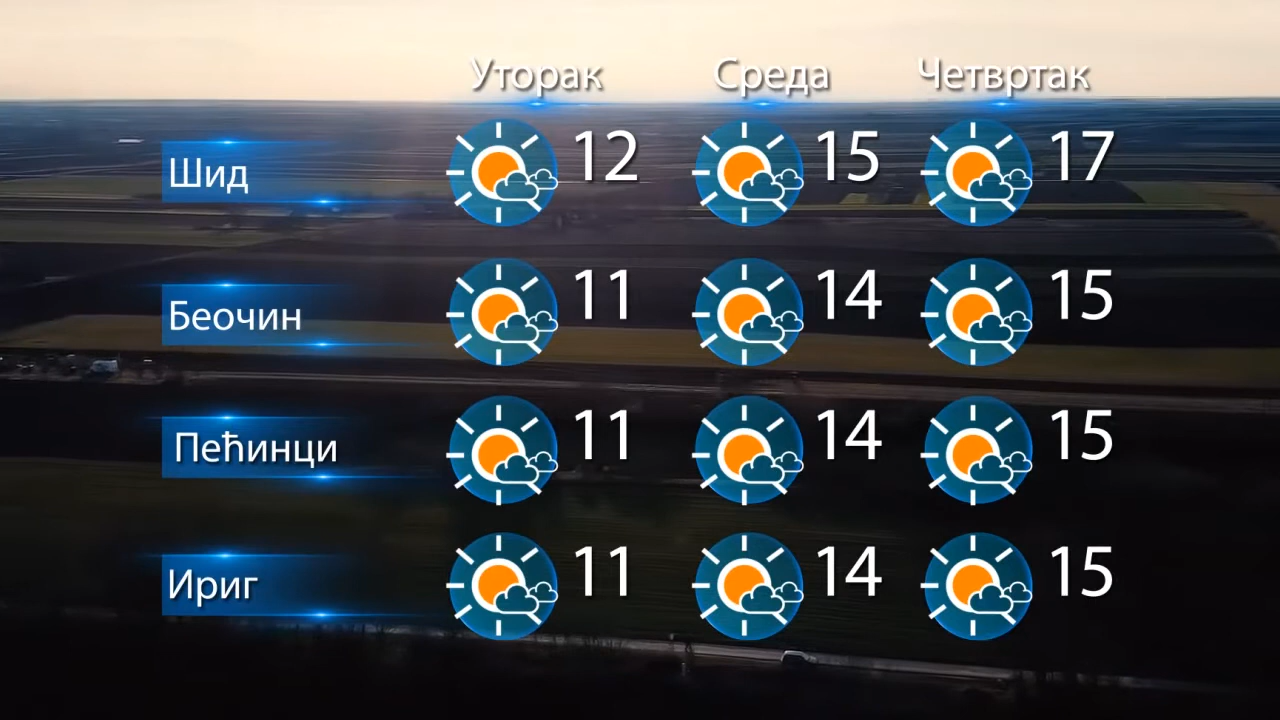 Уторак Среда Четвртак
Шид 12 15 17
Беочин 11 14 15
Пећинци 11 14 15
Ириг 11 14 15